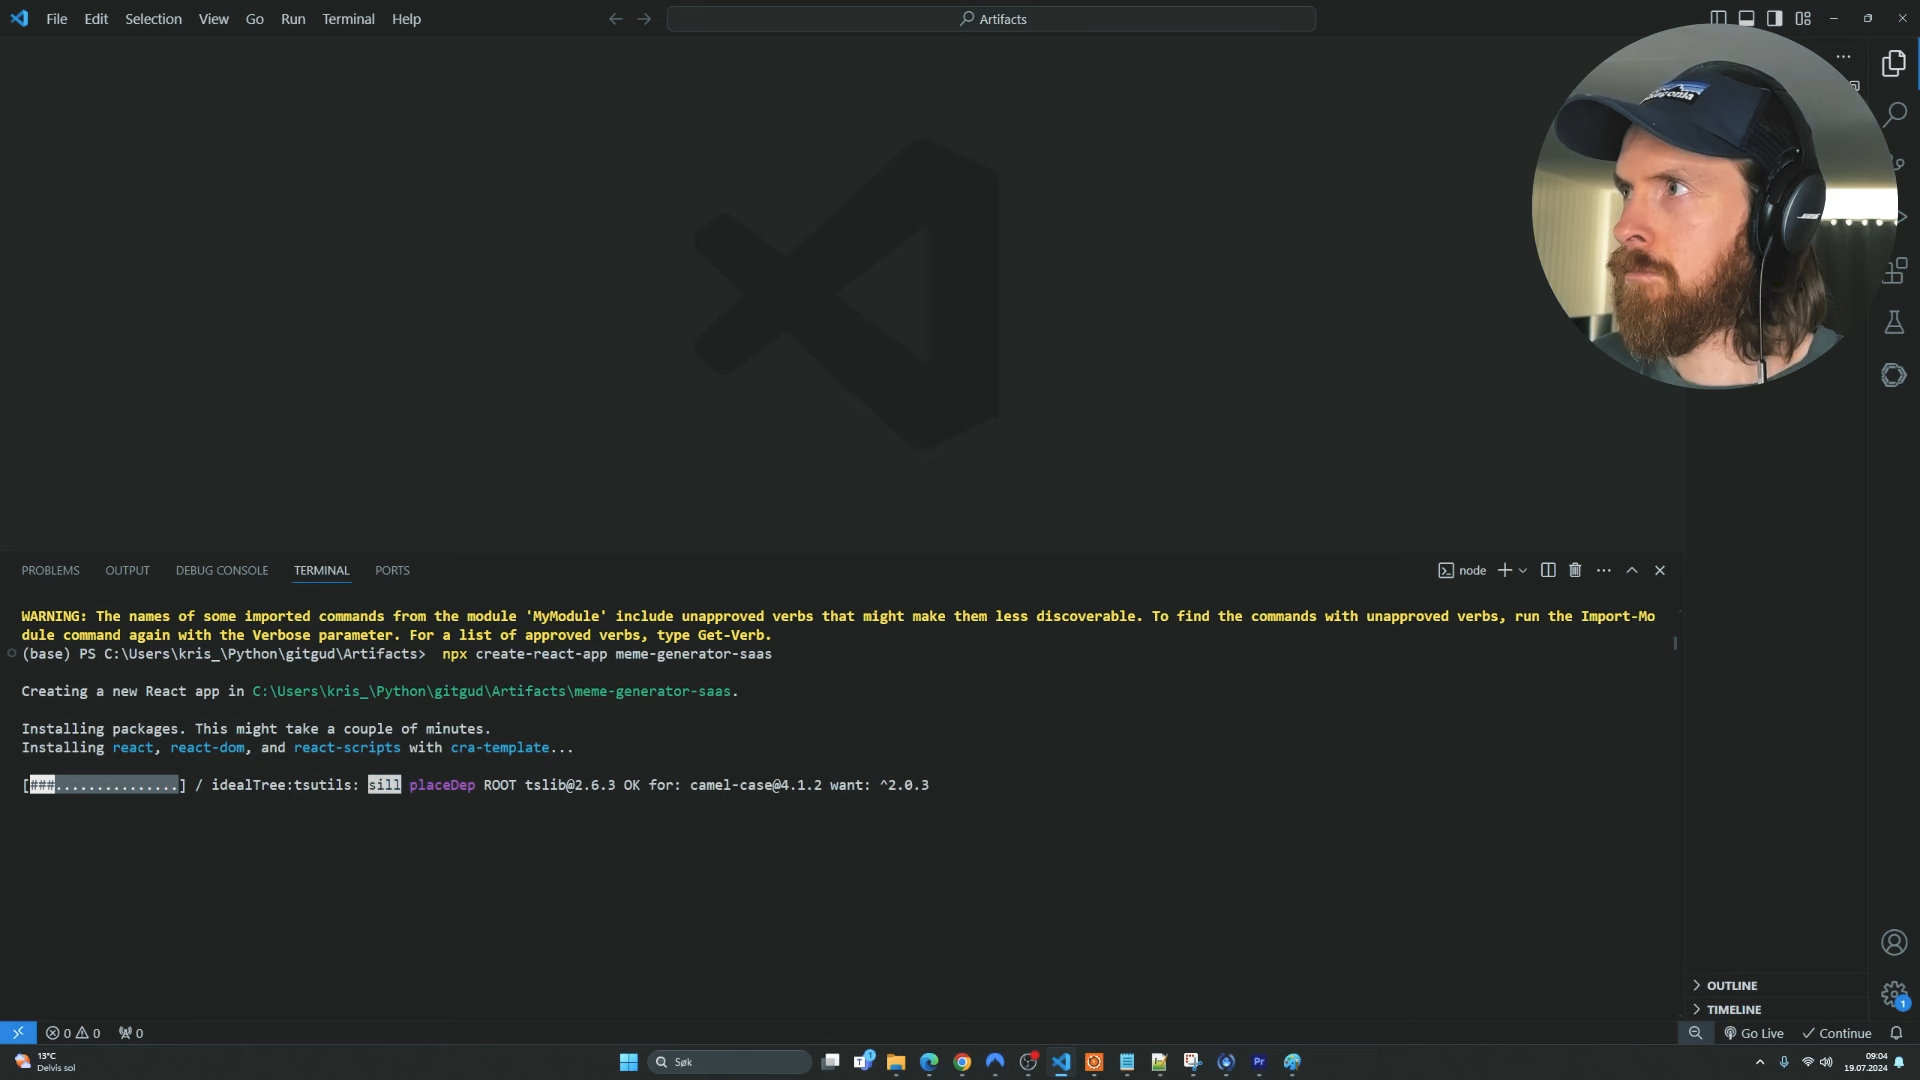 File Edit Selection View Go Run Terminal Help
Artifacts
patagonia
BOSE
PROBLEMS OUTPUT DEBUG CONSOLE TERMINAL PORTS
node
WARNING: The names of some imported commands from the module 'MyModule' include unapproved verbs that might make them less discoverable. To find the commands with unapproved verbs, run the Import-Mo
dule command again with the Verbose parameter. For a list of approved verbs, type Get-Verb.
(base) PS C:\Users\kris_\Python\gitgud\Artifacts> npx create-react-app meme-generator-saas
Creating a new React app in C:\Users\kris_\Python\gitgud\Artifacts\meme-generator-saas.
Installing packages. This might take a couple of minutes.
Installing react, react-dom, and react-scripts with cra-template...
[###...............] / idealTree:tsutils: sill placeDep ROOT tslib@2.6.3 OK for: camel-case@4.1.2 want: ^2.0.3
OUTLINE
TIMELINE
1
0 0 0
Go Live Continue
13°C
Delvis sol
Søk
1
Pr
09:04
19.07.2024